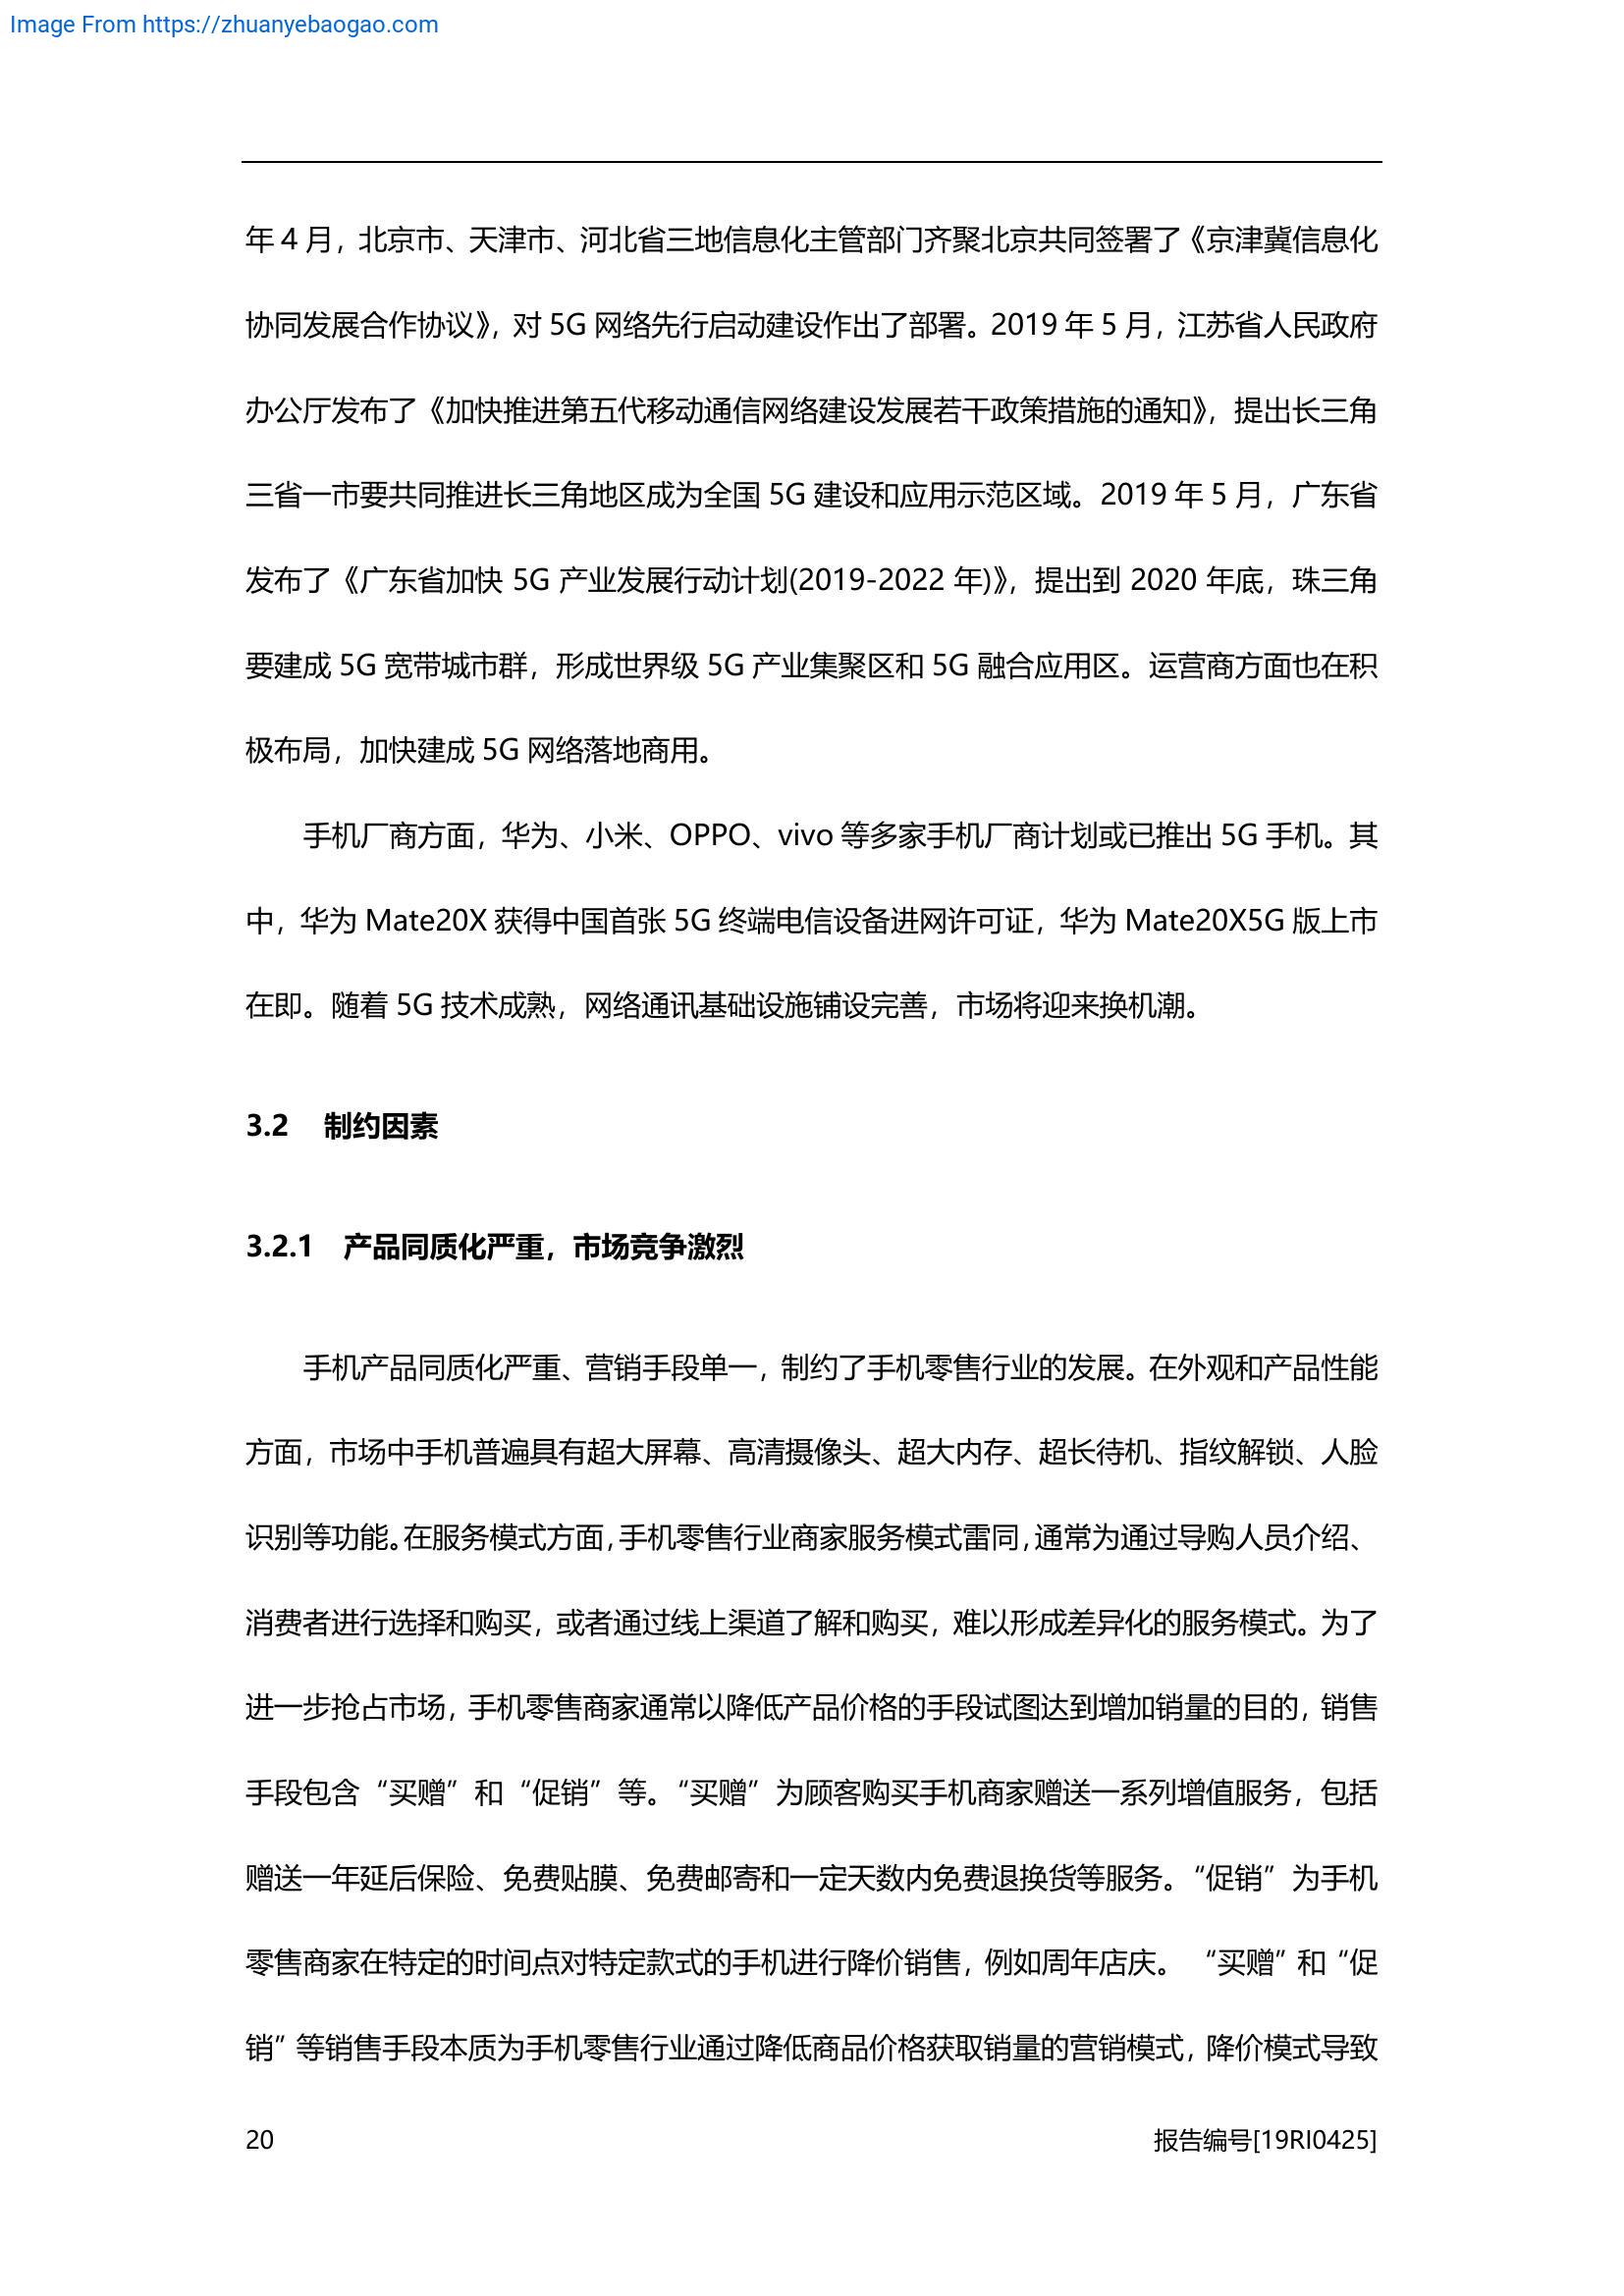 Image From https://zhuanyebaogao.com
年 4 月，北京市、天津市、河北省三地信息化主管部门齐聚北京共同签署了《京津冀信息化
协同发展合作协议》，对 5G 网络先行启动建设作出了部署。2019 年 5 月，江苏省人民政府
办公厅发布了《加快推进第五代移动通信网络建设发展若干政策措施的通知》，提出长三角
三省一市要共同推进长三角地区成为全国 5G 建设和应用示范区域。2019 年 5 月，广东省
发布了《广东省加快 5G 产业发展行动计划(2019-2022 年)》，提出到 2020 年底，珠三角
要建成 5G 宽带城市群，形成世界级 5G 产业集聚区和 5G 融合应用区。运营商方面也在积
极布局，加快建成 5G 网络落地商用。
手机厂商方面，华为、小米、OPPO、vivo 等多家手机厂商计划或已推出 5G 手机。其
中，华为 Mate20X 获得中国首张 5G 终端电信设备进网许可证，华为 Mate20X5G 版上市
在即。随着 5G 技术成熟，网络通讯基础设施铺设完善，市场将迎来换机潮。
3.2 制约因素
3.2.1 产品同质化严重，市场竞争激烈
手机产品同质化严重、营销手段单一，制约了手机零售行业的发展。在外观和产品性能
方面，市场中手机普遍具有超大屏幕、高清摄像头、超大内存、超长待机、指纹解锁、人脸
识别等功能。在服务模式方面，手机零售行业商家服务模式雷同，通常为通过导购人员介绍、
消费者进行选择和购买，或者通过线上渠道了解和购买，难以形成差异化的服务模式。为了
进一步抢占市场，手机零售商家通常以降低产品价格的手段试图达到增加销量的目的，销售
手段包含“买赠”和“促销”等。“买赠”为顾客购买手机商家赠送一系列增值服务，包括
赠送一年延后保险、免费贴膜、免费邮寄和一定天数内免费退换货等服务。“促销”为手机
零售商家在特定的时间点对特定款式的手机进行降价销售，例如周年店庆。 “买赠”和“促
销”等销售手段本质为手机零售行业通过降低商品价格获取销量的营销模式，降价模式导致
20
报告编号[19RI0425]